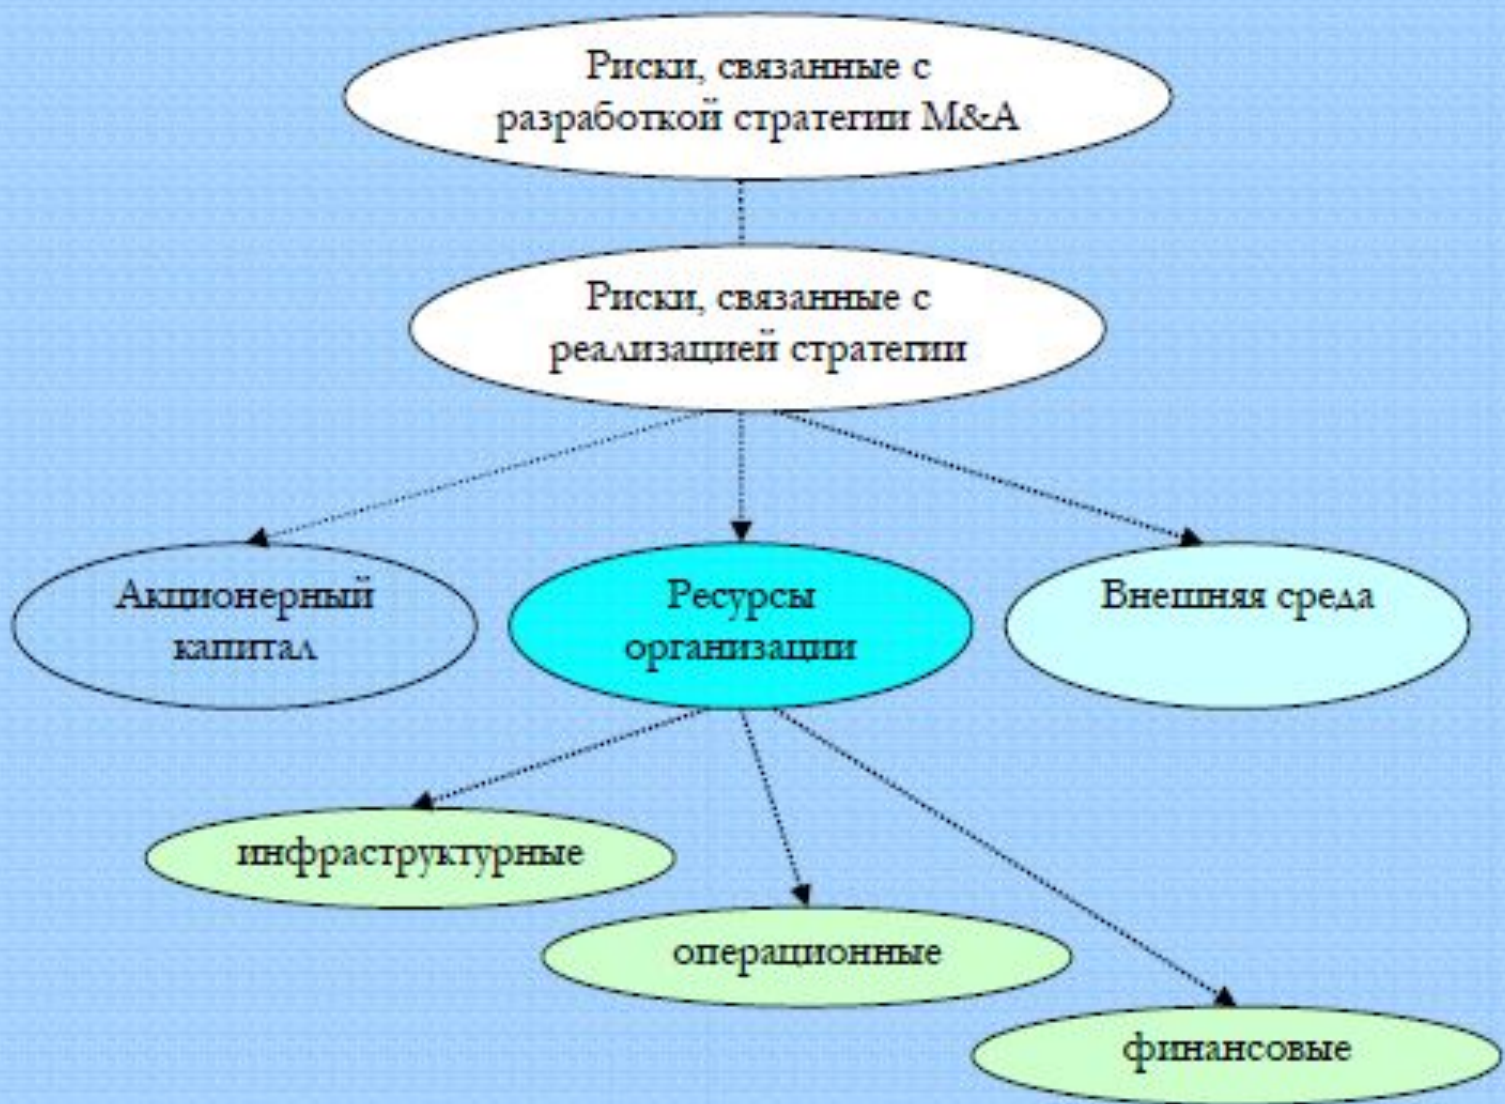 Риски, связанные с
разработкой стратегии M&A
Риски, связанные с
реализацией стратегии
Акционерный
капитал
Ресурсы
организации
Внешняя среда
инфраструктурные
операционные
финансовые